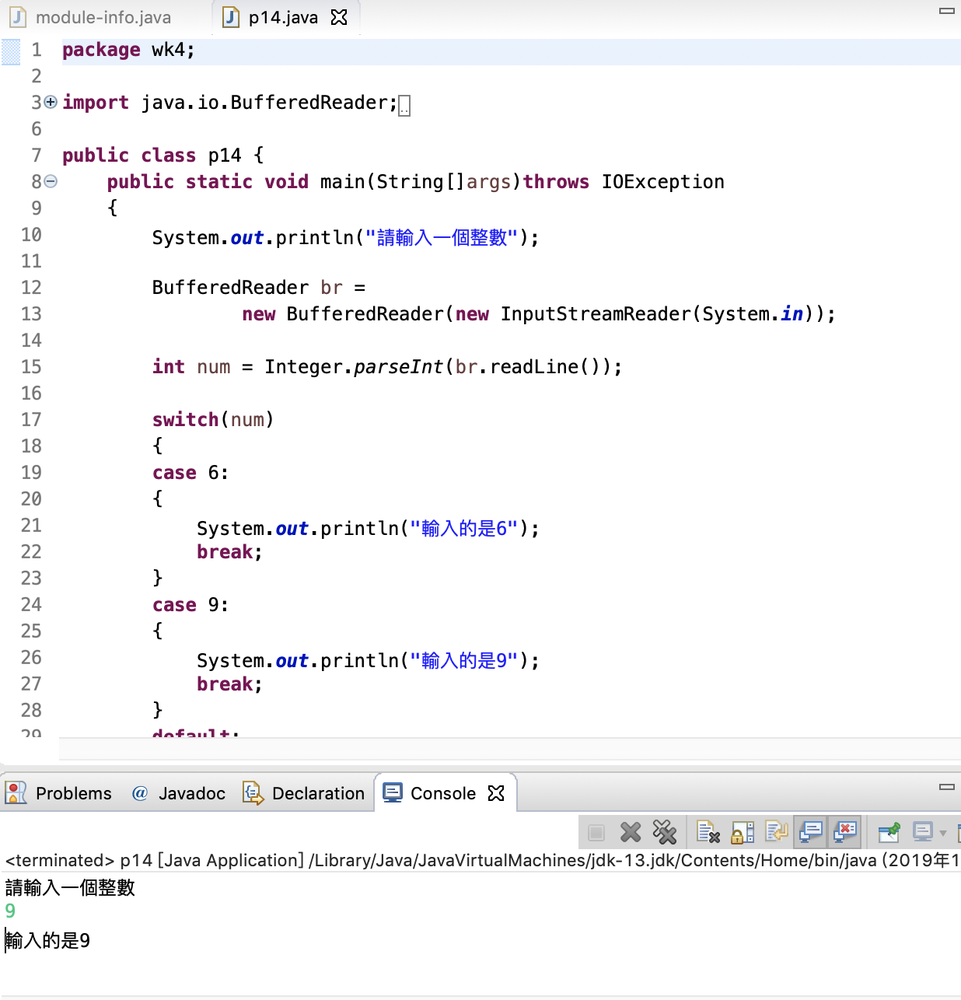 module-info.java
p14.java
1 package wk4;
2
3 import java.io.BufferedReader;
6
7 public class p14 {
8 public static void main(String[]args)throws IOException
9 {
10 System.out.println("請輸入一個整數");
11
12 BufferedReader br =
13 new BufferedReader(new InputStreamReader(System.in));
14
15 int num = Integer.parseInt(br.readLine());
16
17 switch(num)
18 {
19 case 6:
20 {
21 System.out.println("輸入的是6");
22 break;
23 }
24 case 9:
25 {
26 System.out.println("輸入的是9");
27 break;
28 }
29 default:
Problems @ Javadoc Declaration Console
<terminated> p14 [Java Application] /Library/Java/JavaVirtualMachines/jdk-13.jdk/Contents/Home/bin/java (2019年1
請輸入一個整數
9
輸入的是9